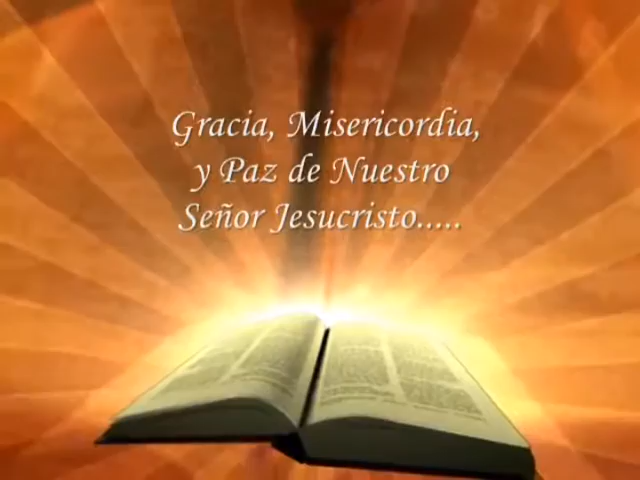 Gracia, Misericordia,
y Paz de Nuestro
Señor Jesucristo.....